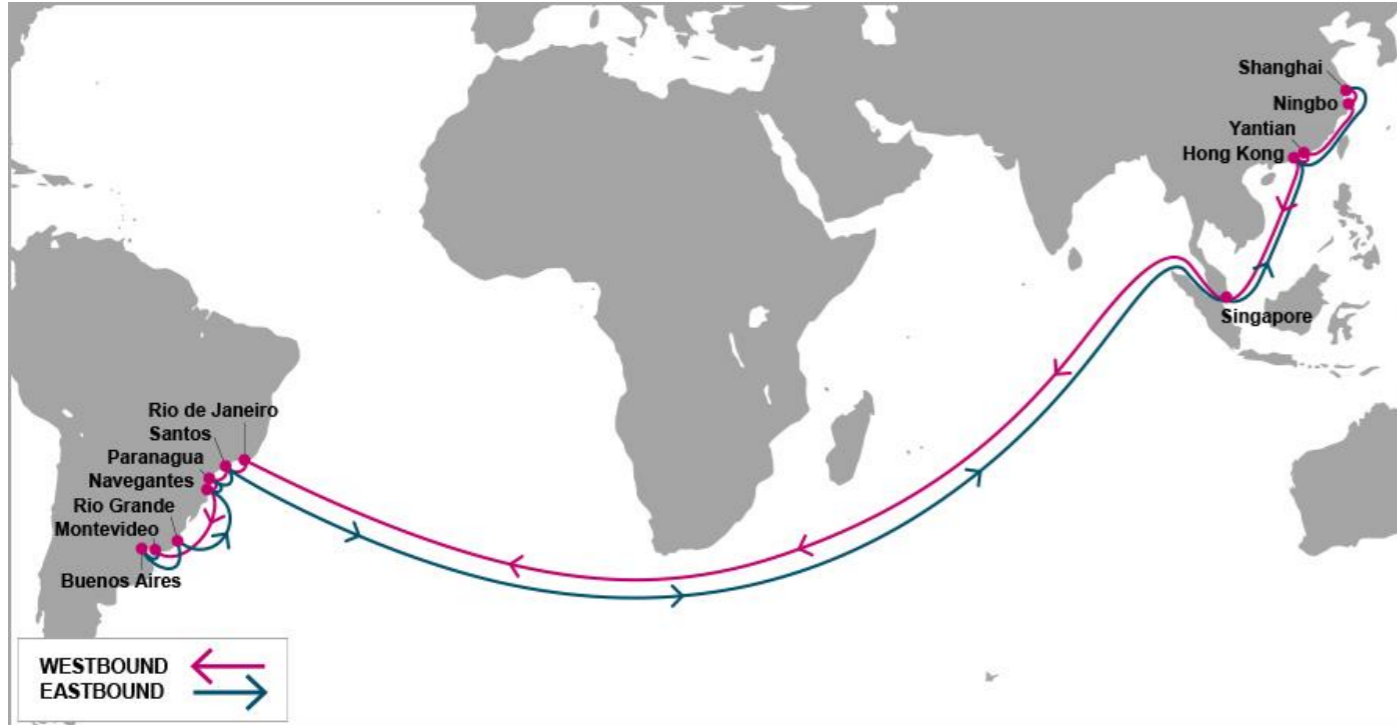 Shanghai
Ningbo
Yantian
Hong Kong
Singapore
Rio de Janeiro
Santos
Paranagua
Navegantes
Rio Grande
Montevideo
Buenos Aires
WESTBOUND
EASTBOUND